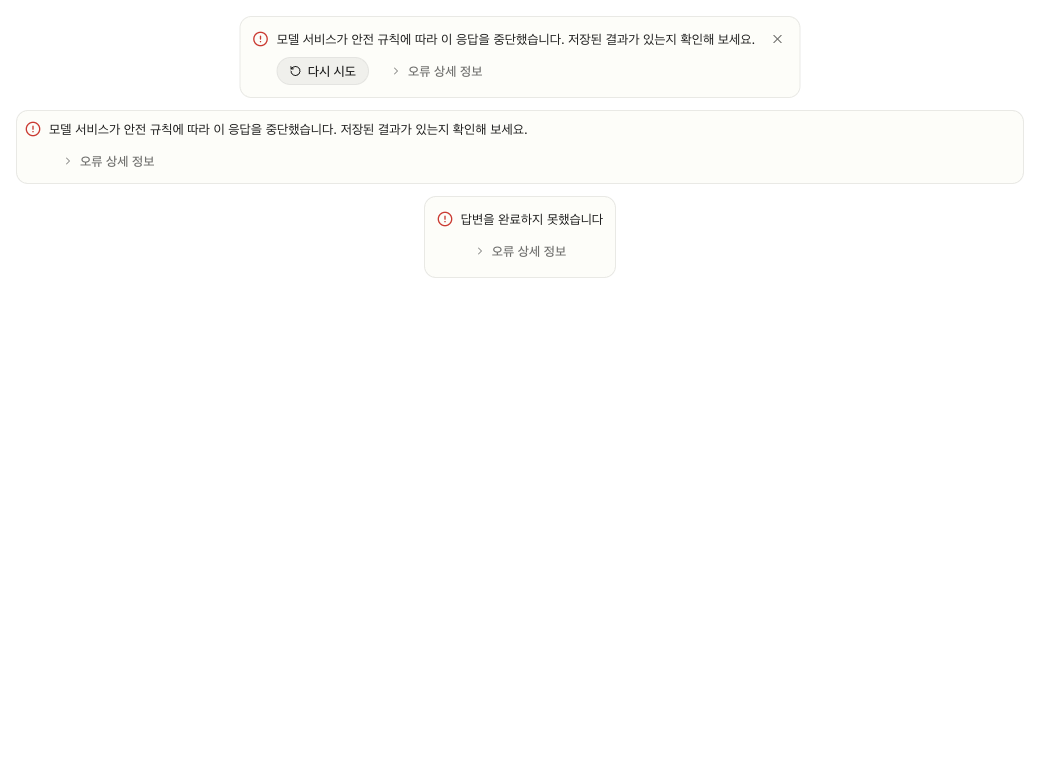 모델 서비스가 안전 규칙에 따라 이 응답을 중단했습니다. 저장된 결과가 있는지 확인해 보세요.
다시 시도 오류 상세 정보
모델 서비스가 안전 규칙에 따라 이 응답을 중단했습니다. 저장된 결과가 있는지 확인해 보세요.
오류 상세 정보
답변을 완료하지 못했습니다
오류 상세 정보